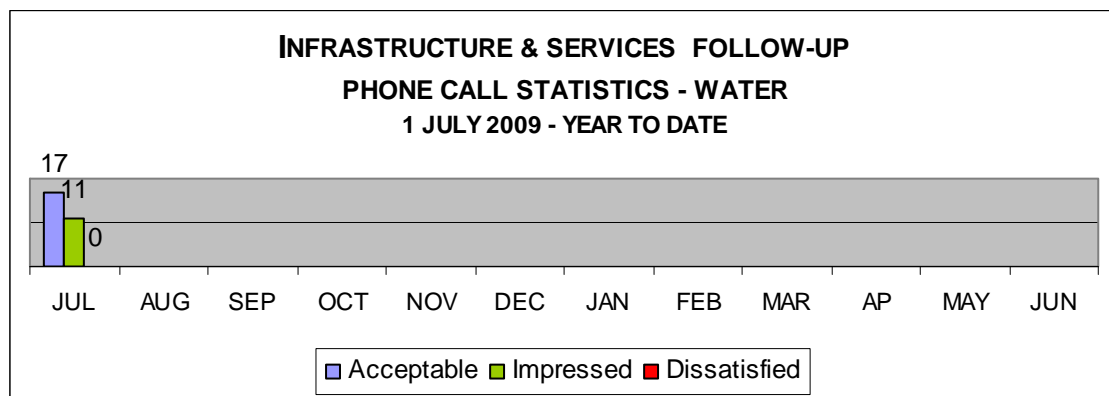 INFRASTRUCTURE & SERVICES FOLLOW-UP
PHONE CALL STATISTICS - WATER
1 JULY 2009 - YEAR TO DATE
17
11
0
JUL AUG SEP OCT NOV DEC JAN FEB MAR AP MAY JUN
Acceptable Impressed Dissatisfied